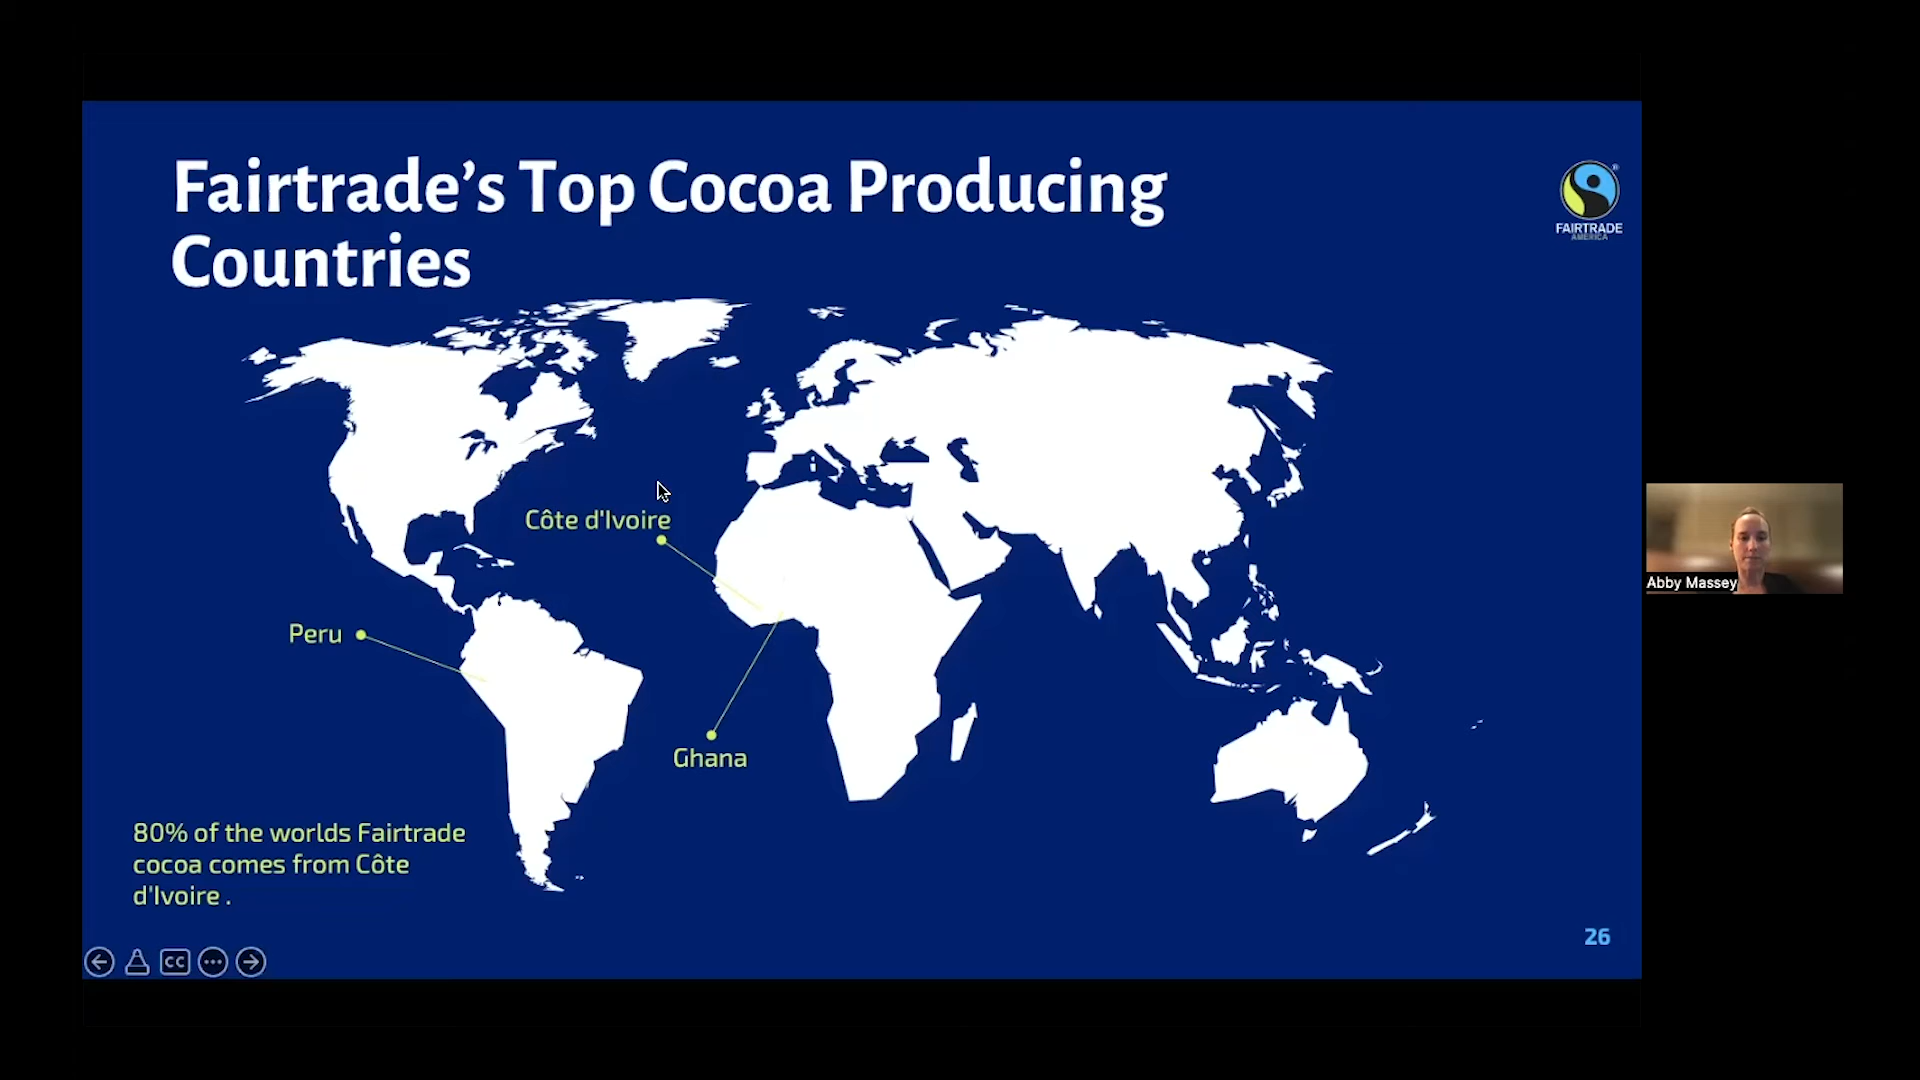 Fairtrade’s Top Cocoa Producing
Countries
FAIRTRADE
AMERICA
Côte d'Ivoire
Peru
Ghana
Abby Massey
80% of the worlds Fairtrade
cocoa comes from Côte
d'Ivoire .
26
CC